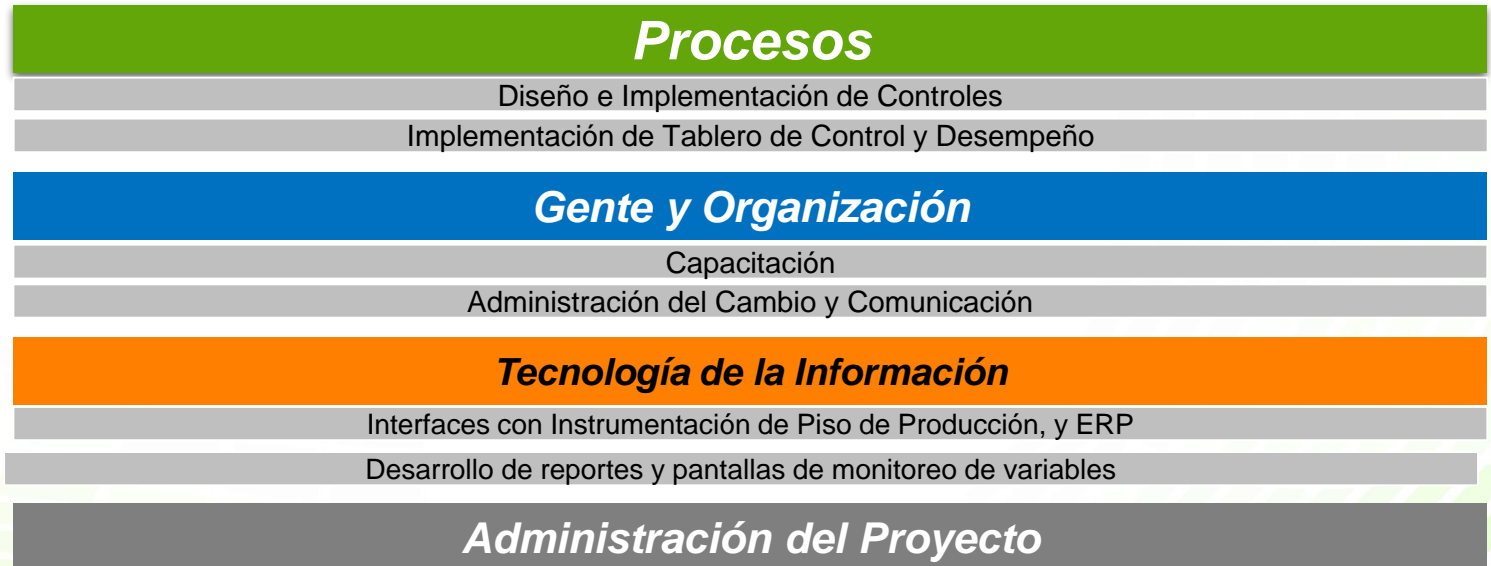 Procesos
Diseño e Implementación de Controles
Implementación de Tablero de Control y Desempeño
Gente y Organización
Capacitación
Administración del Cambio y Comunicación
Tecnología de la Información
Interfaces con Instrumentación de Piso de Producción, y ERP
Desarrollo de reportes y pantallas de monitoreo de variables
Administración del Proyecto